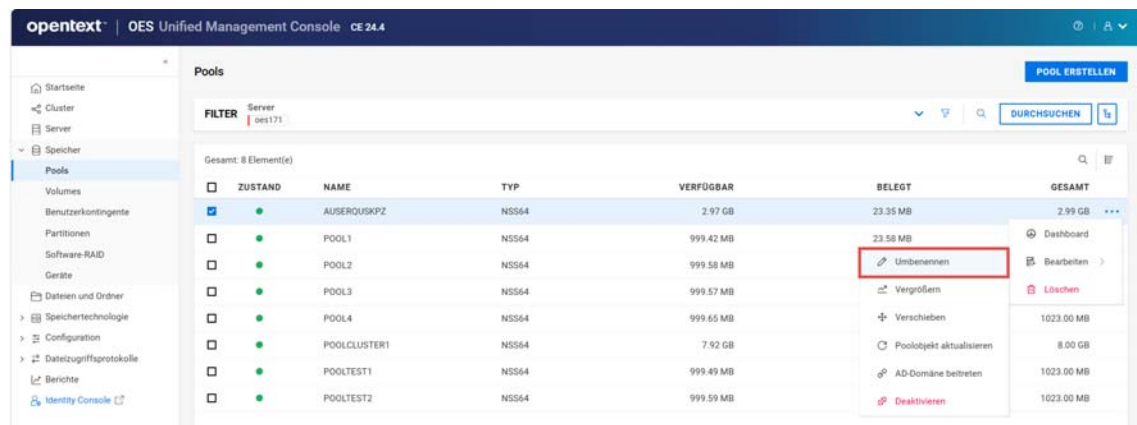 opentext™ | OES Unified Management Console CE 24.4
Startseite
Cluster
Server
Speicher
Pools
Volumes
Benutzerkontingente
Partitionen
Software-RAID
Geräte
Dateien und Ordner
Speichertechnologie
Configuration
Dateizugriffsprotokolle
Berichte
Identity Console
Pools
POOL ERSTELLEN
FILTER Server
oes171
DURCHSUCHEN
Gesamt: 8 Element(e)
ZUSTAND NAME TYP VERFÜGBAR BELEGT GESAMT
AUSERQUSKPZ NSS64 2.97 GB 23.35 MB 2.99 GB
POOL1 NSS64 999.42 MB 23.58 MB
POOL2 NSS64 999.58 MB
POOL3 NSS64 999.57 MB
POOL4 NSS64 999.65 MB 1023.00 MB
POOLCLUSTER1 NSS64 7.92 GB 8.00 GB
POOLTEST1 NSS64 999.49 MB 1023.00 MB
POOLTEST2 NSS64 999.59 MB 1023.00 MB
Dashboard
Bearbeiten
Löschen
Umbenennen
Vergrößern
Verschieben
Poolobjekt aktualisieren
AD-Domäne beitreten
Deaktivieren